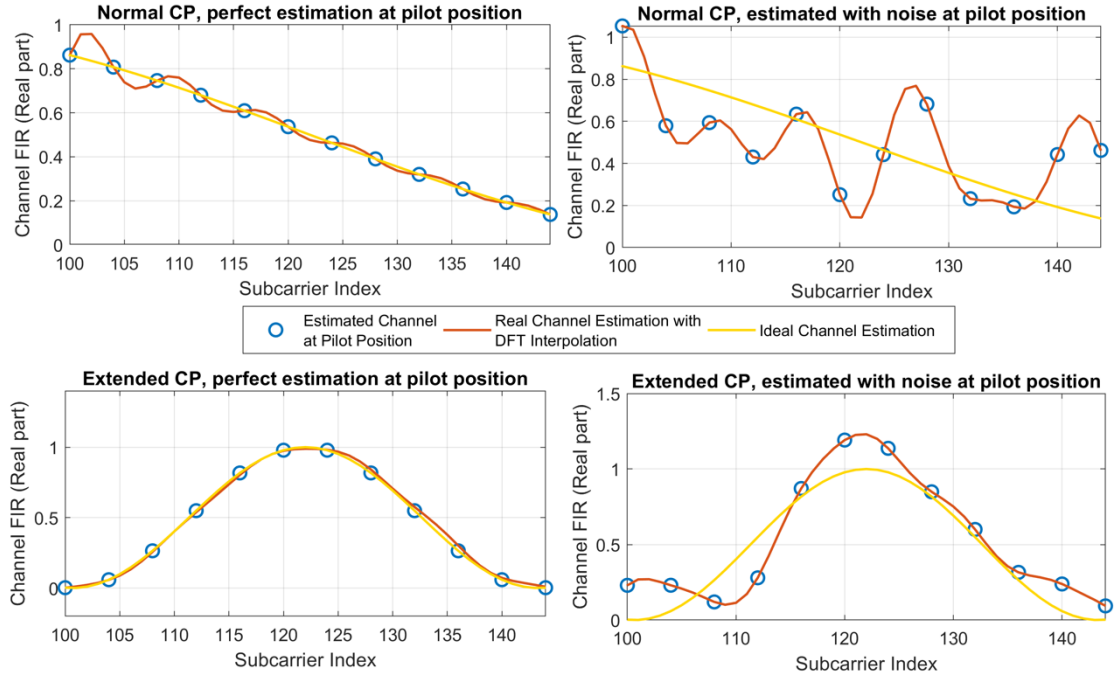 Normal CP, perfect estimation at pilot position
Channel FIR (Real part)
1
0.8
0.6
0.4
0.2
0
100 105 110 115 120 125 130 135 140
Subcarrier Index
Normal CP, estimated with noise at pilot position
Channel FIR (Real part)
1
0.8
0.6
0.4
0.2
0
100 110 120 130 140
Subcarrier Index
Estimated Channel
at Pilot Position
Real Channel Estimation with
DFT Interpolation
Ideal Channel Estimation
Extended CP, perfect estimation at pilot position
Channel FIR (Real part)
1
0.5
0
100 105 110 115 120 125 130 135 140
Subcarrier Index
Extended CP, estimated with noise at pilot position
Channel FIR (Real part)
1.5
1
0.5
0
100 110 120 130 140
Subcarrier Index